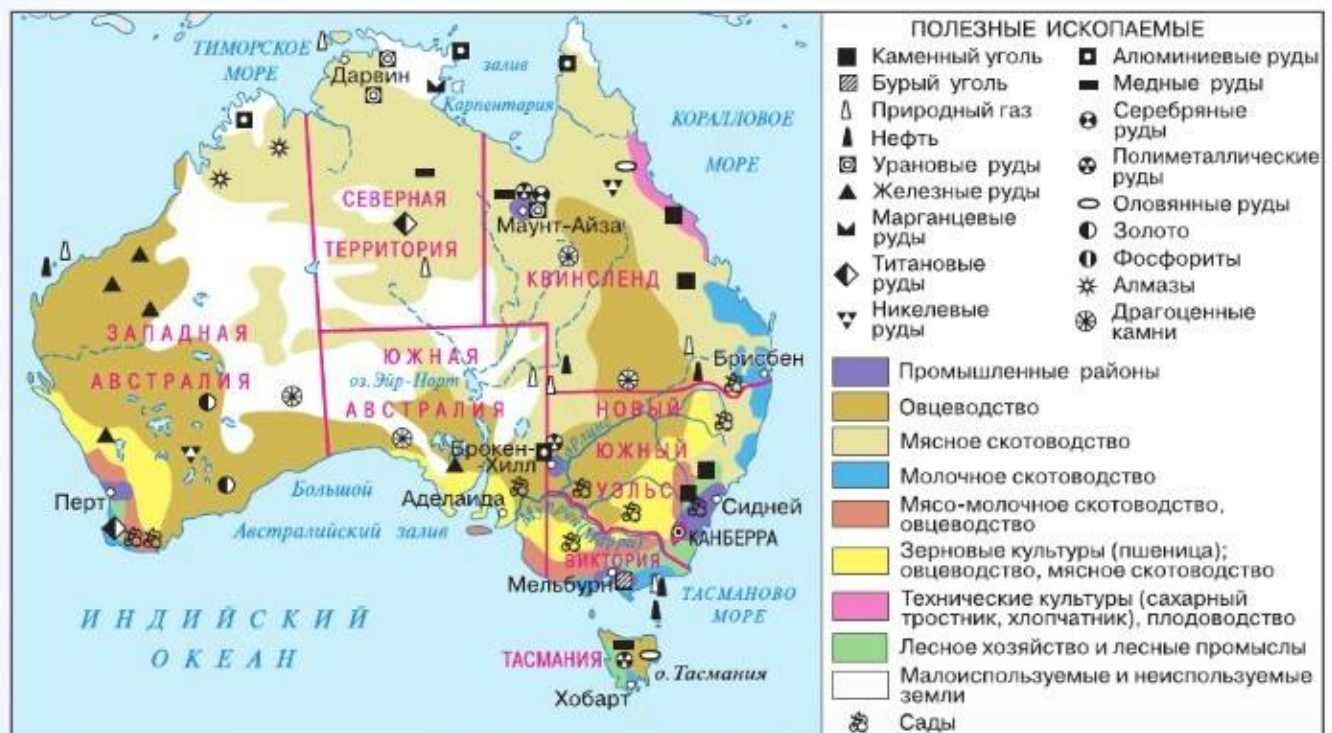 ТИМОРСКОЕ
МОРЕ
Дарвин
залив
Карпентария
КОРАЛЛОВОЕ
МОРЕ
СЕВЕРНАЯ
ТЕРРИТОРИЯ
Маунт-Айза
КВИНСЛЕНД
ЗАПАДНАЯ
АВСТРАЛИЯ
ЮЖНАЯ
оз. Эйр-Норт
АВСТРАЛИЯ
Брисбен
НОВЫЙ
ЮЖНЫЙ
УЭЛЬС
Дарлинг
Брокен-
Хилл
Перт
Большой
Австралийский залив
Аделаида
Муррей (Марри)
Сидней
КАНБЕРРА
ВИКТОРИЯ
Мельбурн
ТАСМАНОВО
МОРЕ
ИНДИЙСКИЙ
ОКЕАН
ТАСМАНИЯ
о. Тасмания
Хобарт
ПОЛЕЗНЫЕ ИСКОПАЕМЫЕ
Каменный уголь
Бурый уголь
Природный газ
Нефть
Урановые руды
Железные руды
Марганцевые
руды
Титановые
руды
Никелевые
руды
Алюминиевые руды
Медные руды
Серебряные
руды
Полиметаллические
руды
Оловянные руды
Золото
Фосфориты
Алмазы
Драгоценные
камни
Промышленные районы
Овцеводство
Мясное скотоводство
Молочное скотоводство
Мясо-молочное скотоводство,
овцеводство
Зерновые культуры (пшеница);
овцеводство, мясное скотоводство
Технические культуры (сахарный
тростник, хлопчатник), плодоводство
Лесное хозяйство и лесные промыслы
Малоиспользуемые и неиспользуемые
земли
Сады